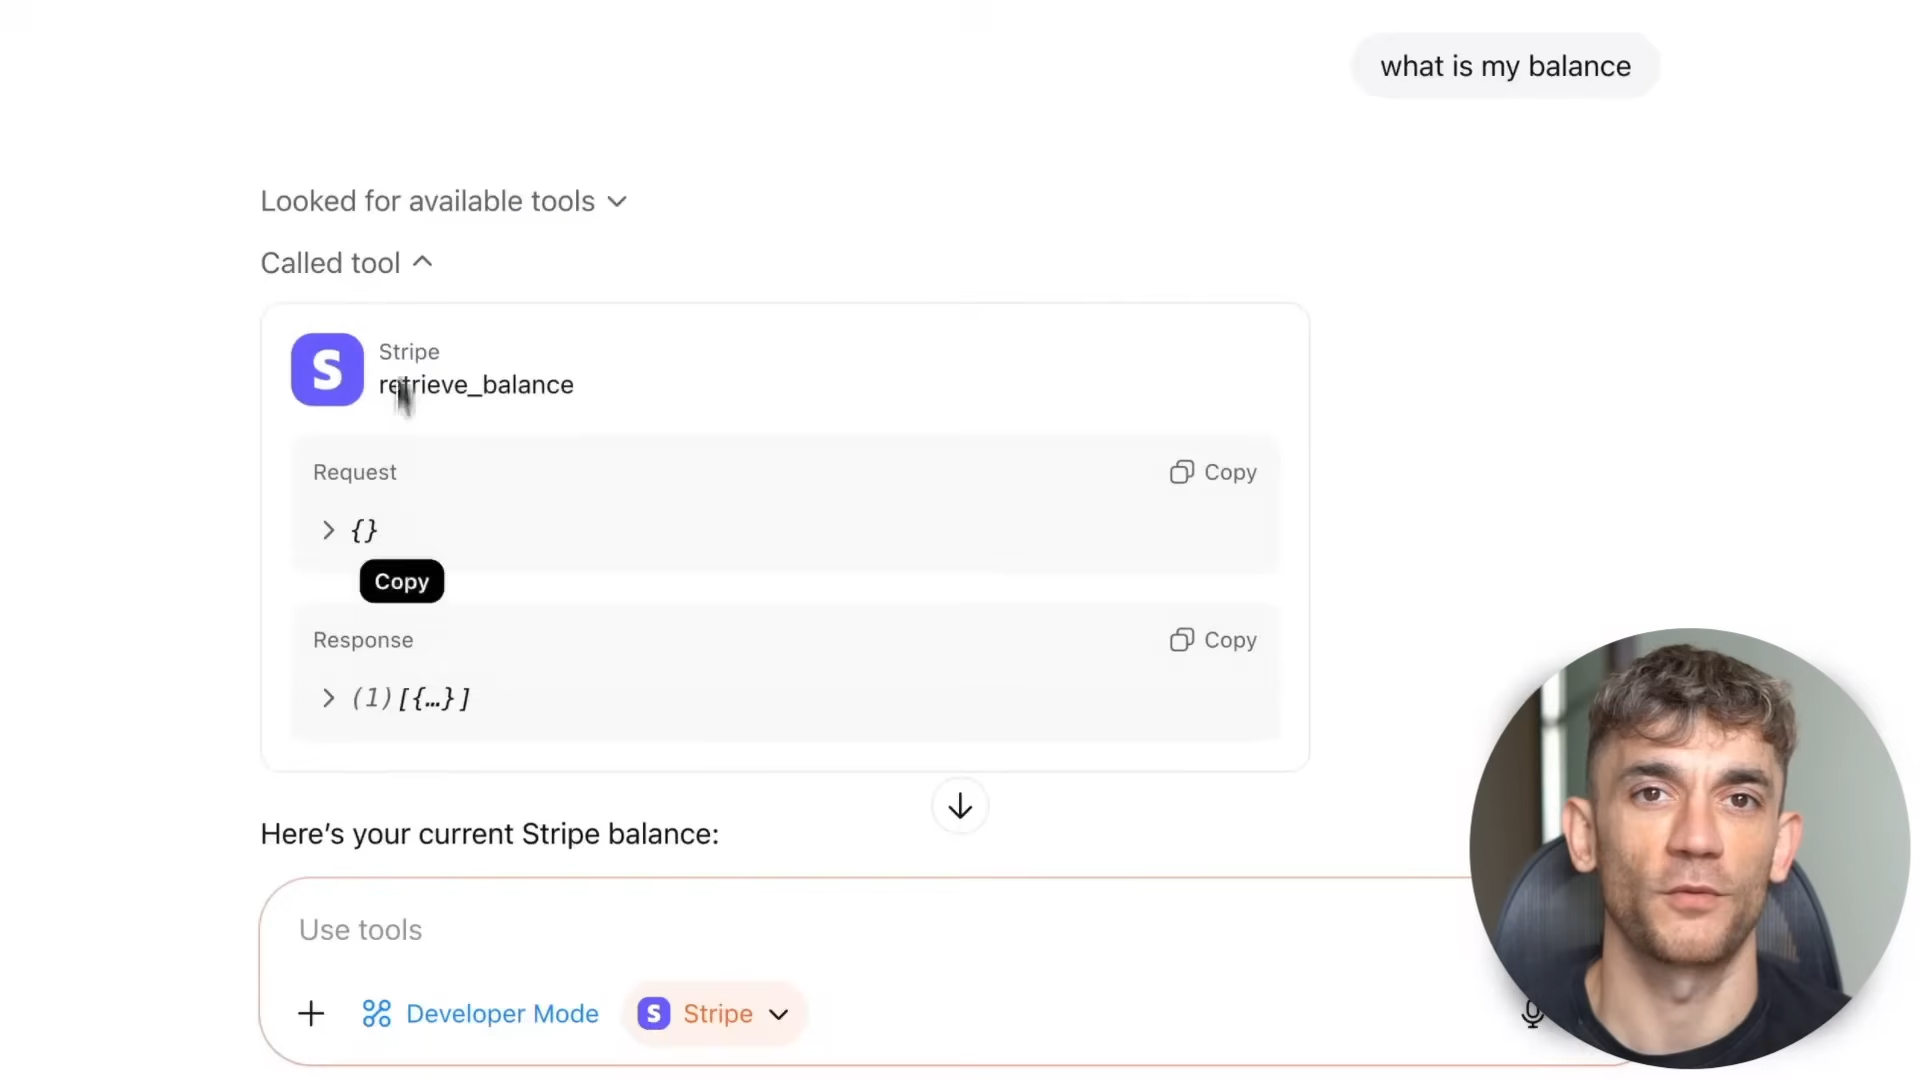 what is my balance
Looked for available tools
Called tool
S
Stripe
retrieve_balance
Request
Copy
{}
Copy
Response
Copy
(1)[{…}]
Here’s your current Stripe balance:
Use tools
Developer Mode
S
Stripe